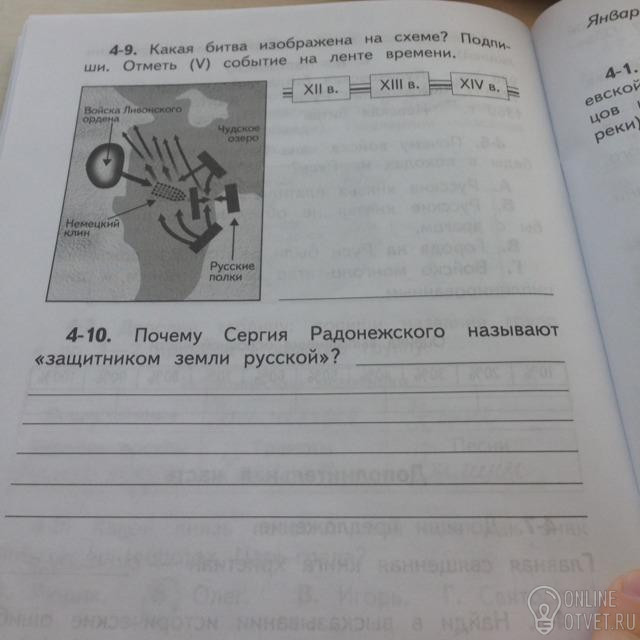 4-9. Какая битва изображена на схеме? Подпи-
ши. Отметь (V) событие на ленте времени.
XII в. XIII в. XIV в.
Войска Ливонского
ордена
Чудское
озеро
Немецкий
клин
Русские
полки
4-10. Почему Сергия Радонежского называют
«защитником земли русской»?
Январ
4-1.
евской
цов
реки)
ONLINE
OTVET.RU